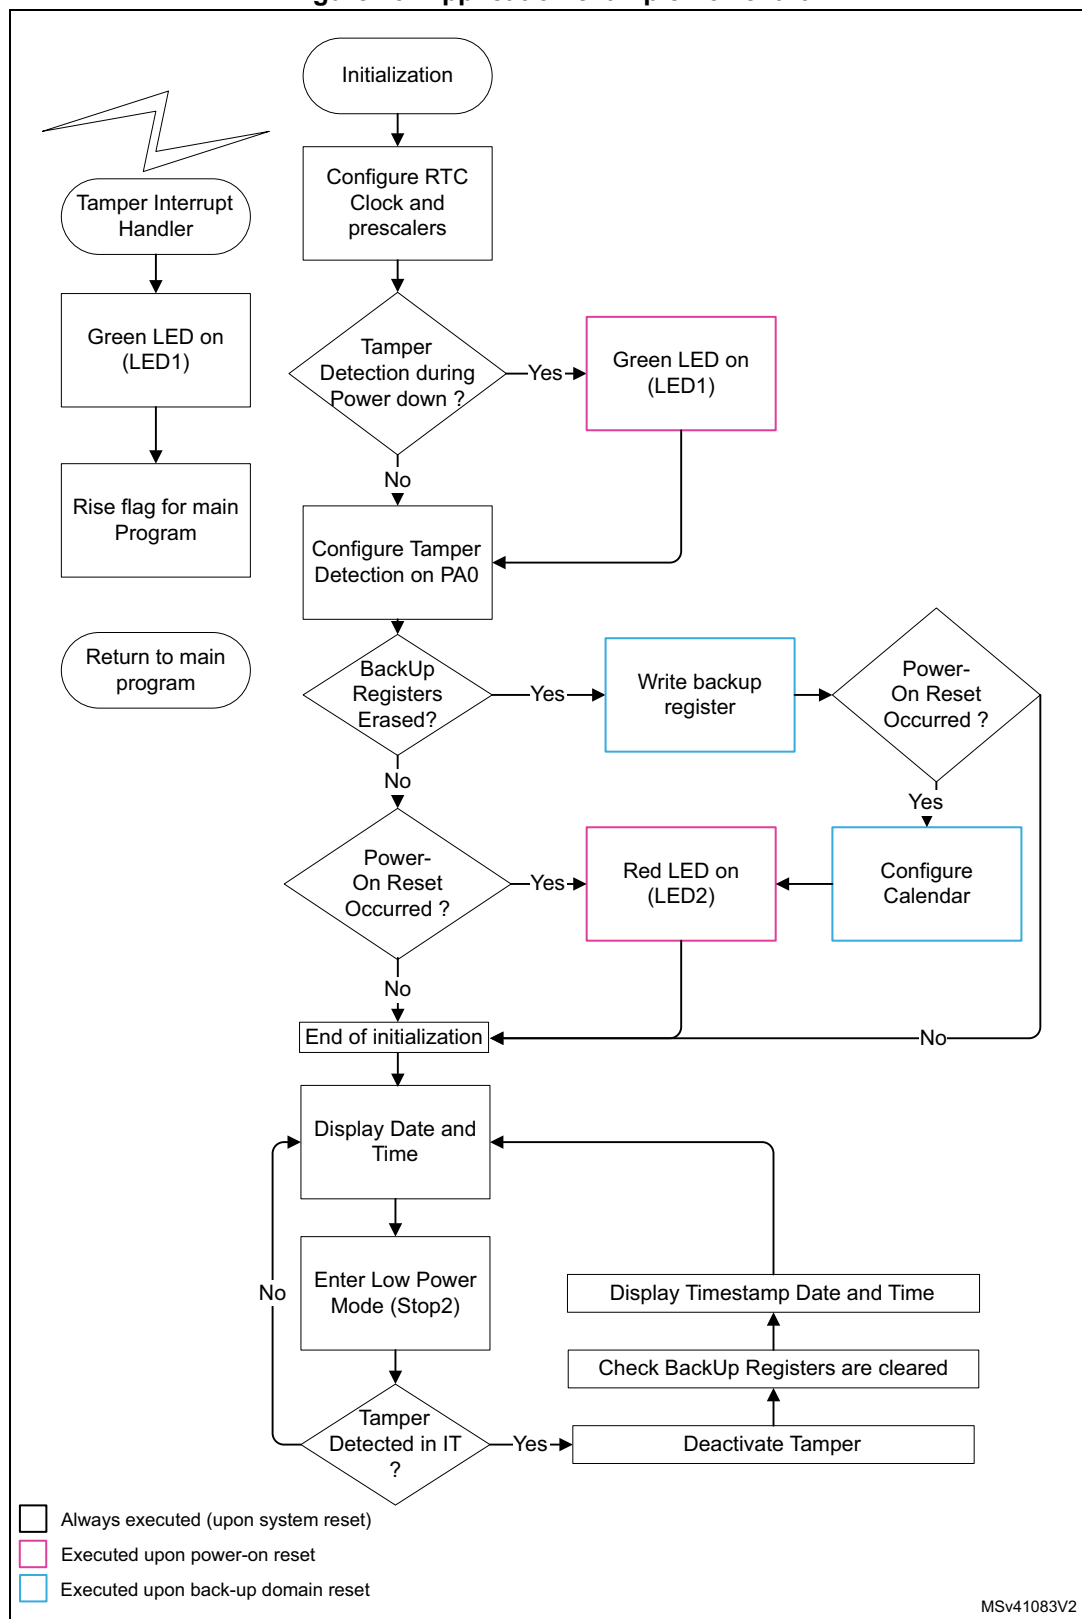 Initialization
Configure RTC
Clock and
prescalers
Tamper Interrupt
Handler
Green LED on
(LED1)
Rise flag for main
Program
Return to main
program
Tamper
Detection during
Power down ?
Yes
Green LED on
(LED1)
No
Configure Tamper
Detection on PA0
BackUp
Registers
Erased?
Yes
Write backup
register
Power-
On Reset
Occurred ?
No
Yes
Power-
On Reset
Occurred ?
Yes
Red LED on
(LED2)
Configure
Calendar
No
End of initialization
No
Display Date and
Time
Enter Low Power
Mode (Stop2)
No
Display Timestamp Date and Time
Check BackUp Registers are cleared
Tamper
Detected in IT
?
Yes
Deactivate Tamper
Always executed (upon system reset)
Executed upon power-on reset
Executed upon back-up domain reset
MSv41083V2